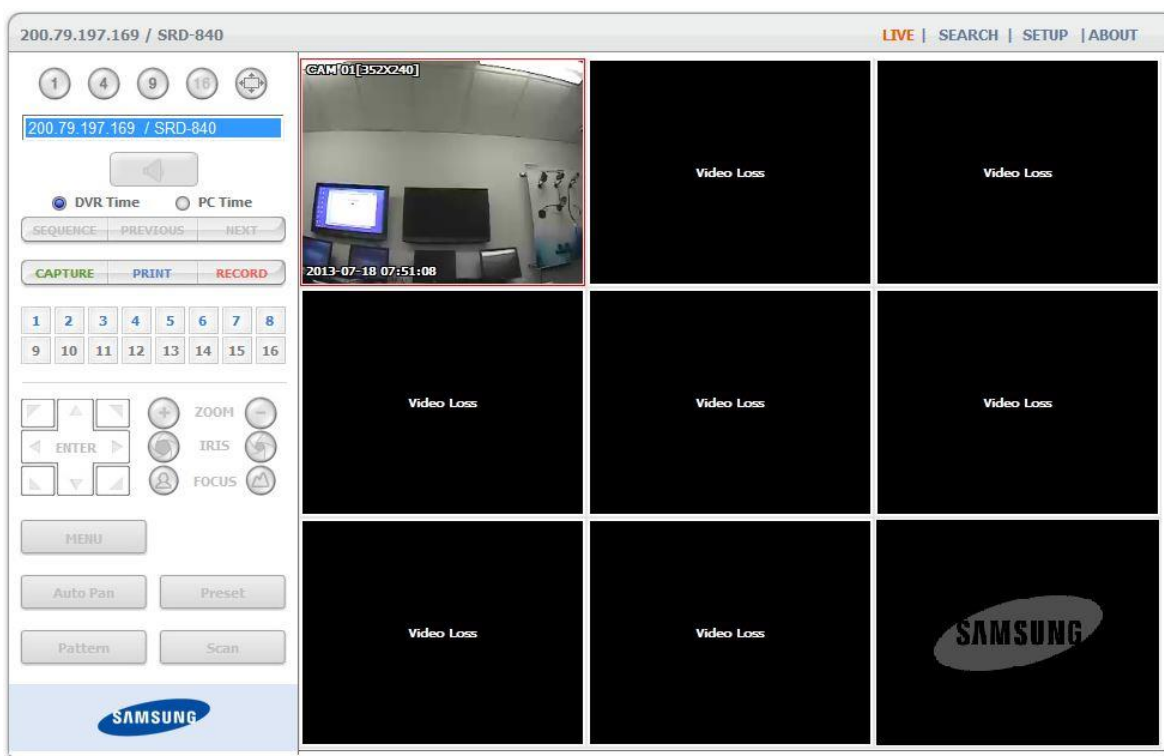 200.79.197.169 / SRD-840
LIVE | SEARCH | SETUP | ABOUT
1 4 9 16
200.79.197.169 / SRD-840
DVR Time PC Time
SEQUENCE PREVIOUS NEXT
CAPTURE PRINT RECORD
1 2 3 4 5 6 7 8
9 10 11 12 13 14 15 16
ZOOM
ENTER IRIS
FOCUS
MENU
Auto Pan Preset
Pattern Scan
SAMSUNG
CAM 01[352X240]
2013-07-18 07:51:08
Video Loss
Video Loss
Video Loss
Video Loss
Video Loss
Video Loss
Video Loss
SAMSUNG